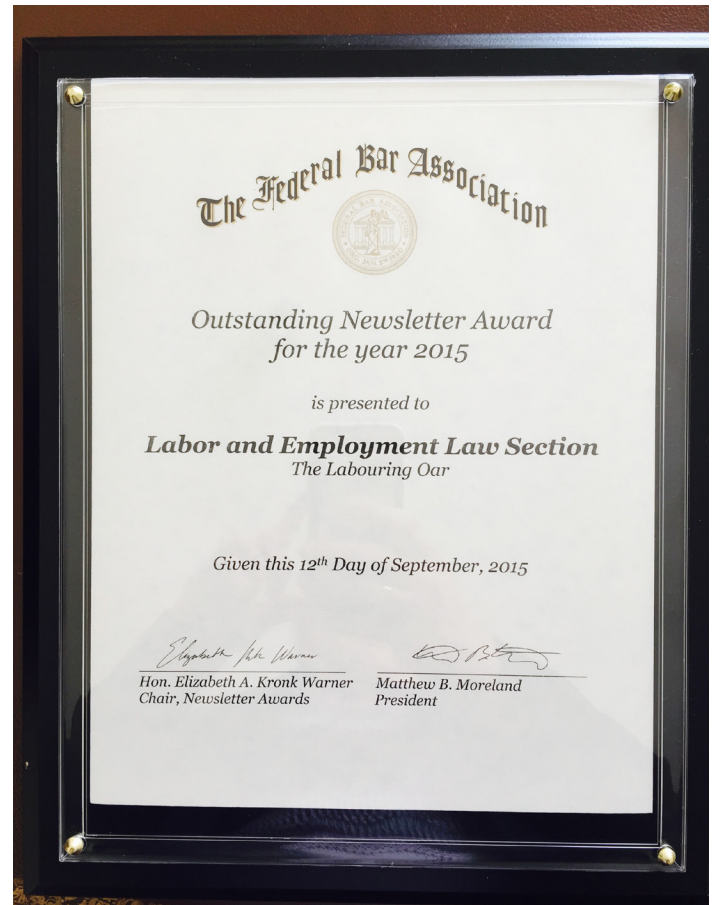 The Federal Bar Association
Outstanding Newsletter Award
for the year 2015
is presented to
Labor and Employment Law Section
The Labouring Oar
Given this 12th Day of September, 2015
Hon. Elizabeth A. Kronk Warner
Chair, Newsletter Awards
Matthew B. Moreland
President